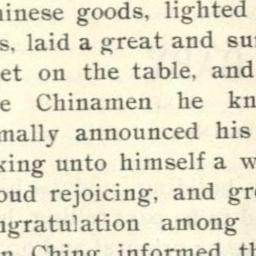 hinese goods, lighted
s, laid a great and su
et on the table, and
e Chinamen he kn
mally announced his
king unto himself a w
oud rejoicing, and gr
ngratulation among
n Ching informed th